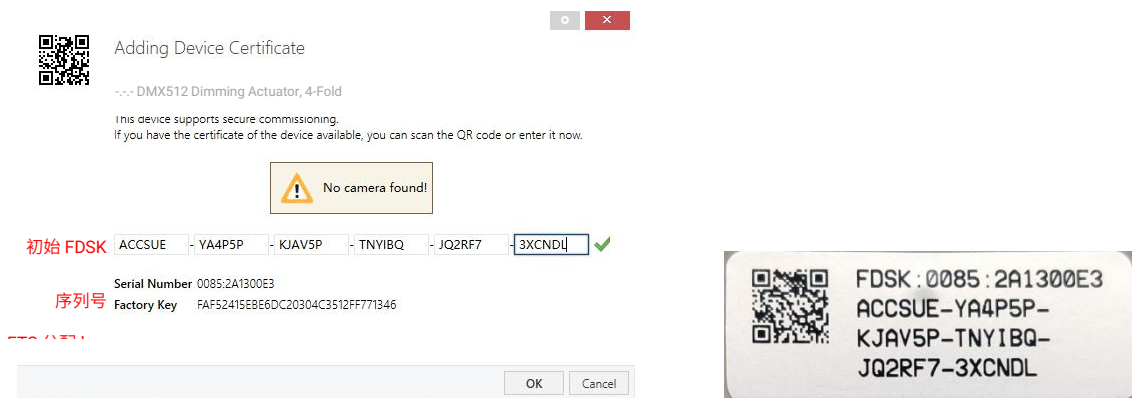 Adding Device Certificate
-.-.- DMX512 Dimming Actuator, 4-Fold
This device supports secure commissioning.
If you have the certificate of the device available, you can scan the QR code or enter it now.
No camera found!
初始 FDSK ACCSUE - YA4P5P - KJAV5P - TNYIBQ - JQ2RF7 - 3XCNDL
Serial Number 0085:2A1300E3
序列号
Factory Key FAF52415EBE6DC20304C3512FF771346
OK Cancel
FDSK:0085:2A1300E3
ACCSUE-YA4P5P-
KJAV5P-TNYIBQ-
JQ2RF7-3XCNDL